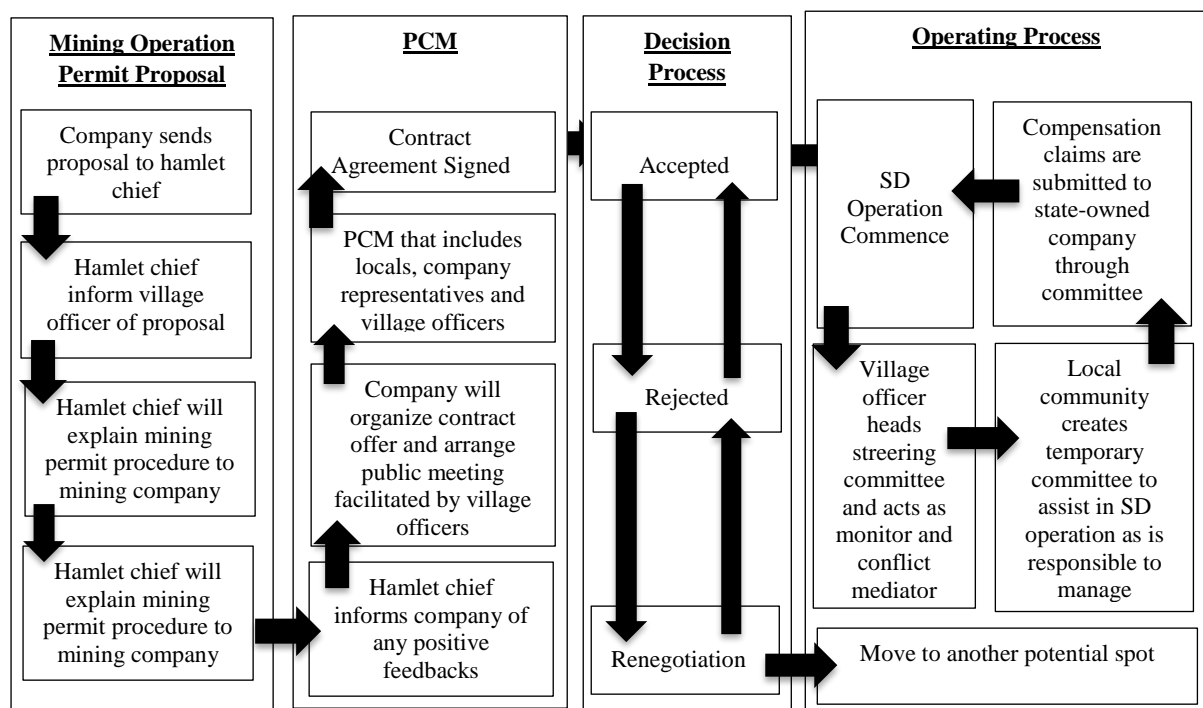 Mining Operation
Permit Proposal
Company sends
proposal to hamlet
chief
Hamlet chief
inform village
officer of proposal
Hamlet chief will
explain mining
permit procedure to
mining company
Hamlet chief will
explain mining
permit procedure to
mining company
PCM
Contract
Agreement Signed
PCM that includes
locals, company
representatives and
village officers
Company will
organize contract
offer and arrange
public meeting
facilitated by village
officers
Hamlet chief
informs company of
any positive
feedbacks
Decision
Process
Accepted
Rejected
Renegotiation
Operating Process
SD
Operation
Commence
Compensation
claims are
submitted to
state-owned
company
through
committee
Village
officer
heads
streering
committee
and acts as
monitor and
conflict
mediator
Local
community
creates
temporary
committee to
assist in SD
operation as is
responsible to
manage
Move to another potential spot